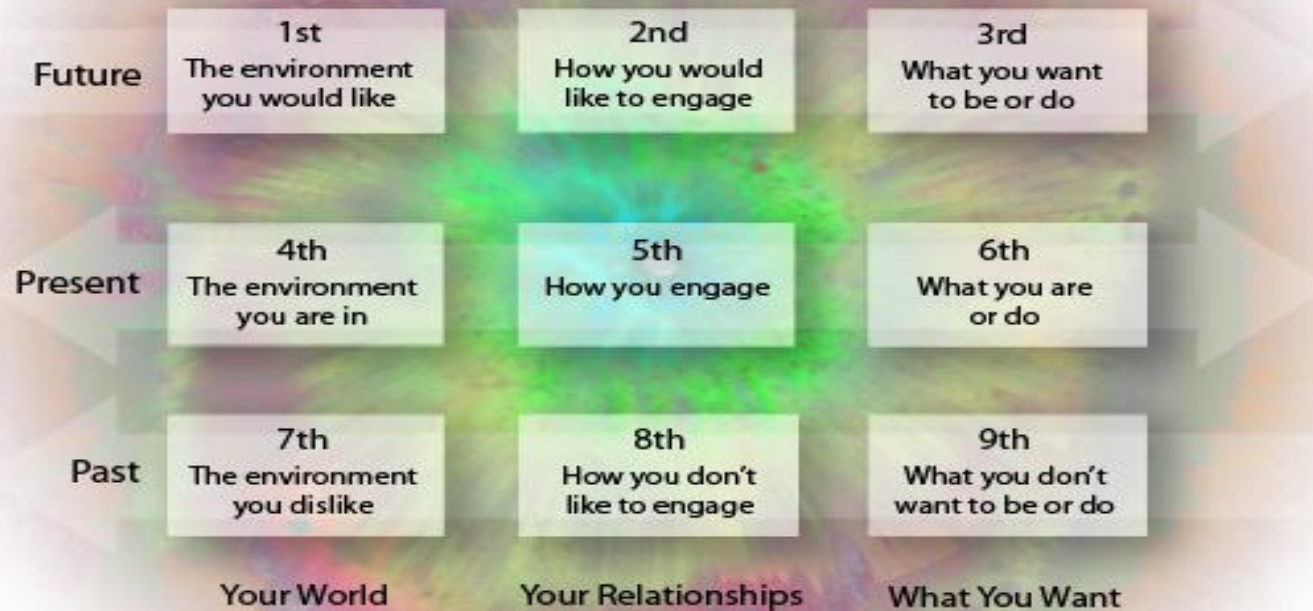 Future
1st
The environment
you would like
2nd
How you would
like to engage
3rd
What you want
to be or do
Present
4th
The environment
you are in
5th
How you engage
6th
What you are
or do
Past
7th
The environment
you dislike
8th
How you don't
like to engage
9th
What you don't
want to be or do
Your World
Your Relationships
What You Want